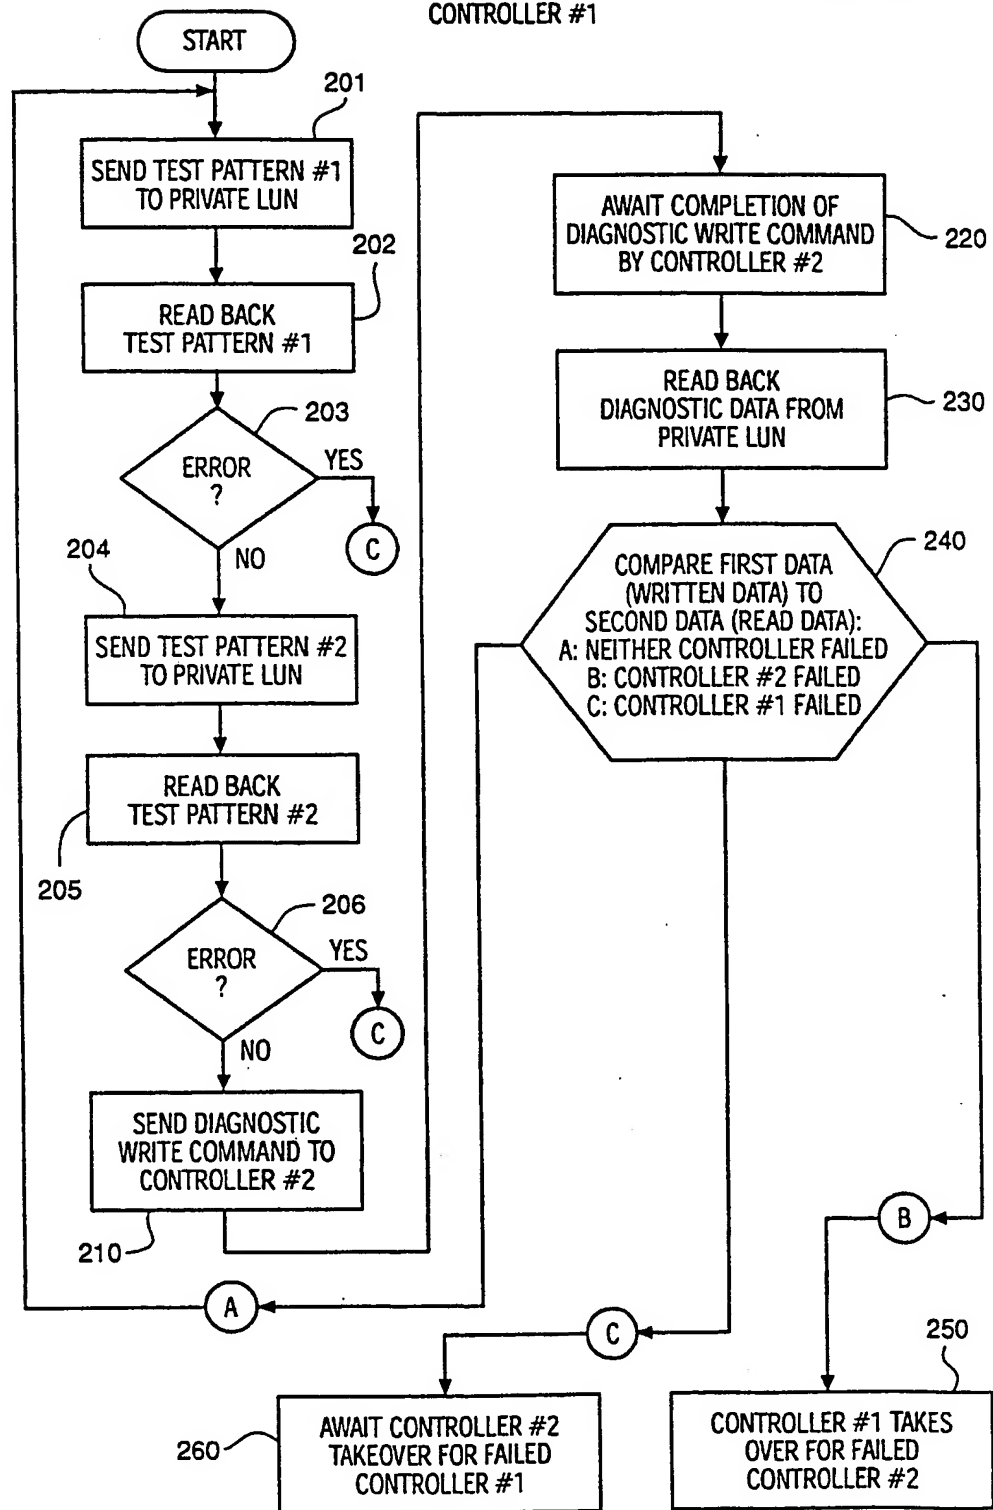 CONTROLLER #1
START
201
SEND TEST PATTERN #1
TO PRIVATE LUN
202
READ BACK
TEST PATTERN #1
203
ERROR
?
YES
C
NO
204
SEND TEST PATTERN #2
TO PRIVATE LUN
READ BACK
TEST PATTERN #2
205
206
ERROR
?
YES
C
NO
SEND DIAGNOSTIC
WRITE COMMAND TO
CONTROLLER #2
210
A
AWAIT COMPLETION OF
DIAGNOSTIC WRITE COMMAND
BY CONTROLLER #2
220
READ BACK
DIAGNOSTIC DATA FROM
PRIVATE LUN
230
240
COMPARE FIRST DATA
(WRITTEN DATA) TO
SECOND DATA (READ DATA):
A: NEITHER CONTROLLER FAILED
B: CONTROLLER #2 FAILED
C: CONTROLLER #1 FAILED
B
C
250
260
AWAIT CONTROLLER #2
TAKEOVER FOR FAILED
CONTROLLER #1
CONTROLLER #1 TAKES
OVER FOR FAILED
CONTROLLER #2